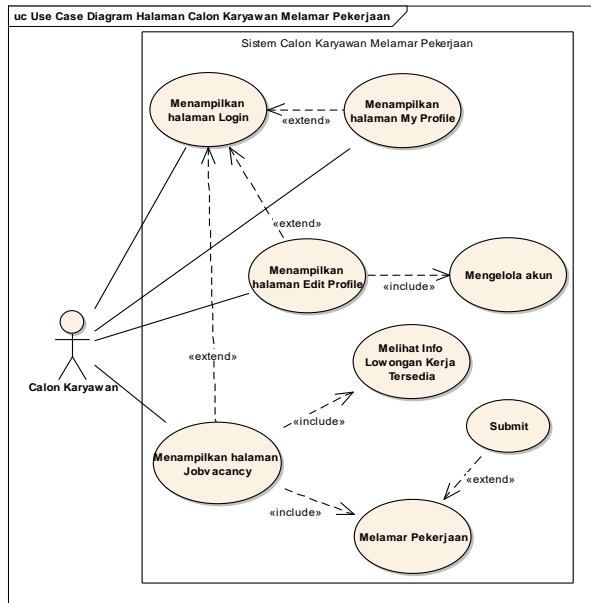 uc Use Case Diagram Halaman Calon Karyawan Melamar Pekerjaan
Sistem Calon Karyawan Melamar Pekerjaan
Menampilkan
halaman Login
«extend»
Menampilkan
halaman My Profile
«extend»
Menampilkan
halaman Edit Profile
«include»
Mengelola akun
Calon Karyawan
«extend»
Melihat Info
Lowongan Kerja
Tersedia
«include»
Submit
Menampilkan halaman
Jobvacancy
«extend»
«include»
Melamar Pekerjaan